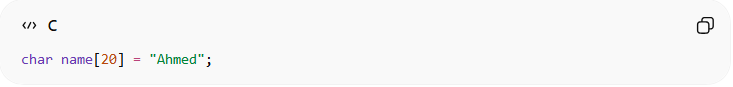 </> C
char name[20] = "Ahmed";